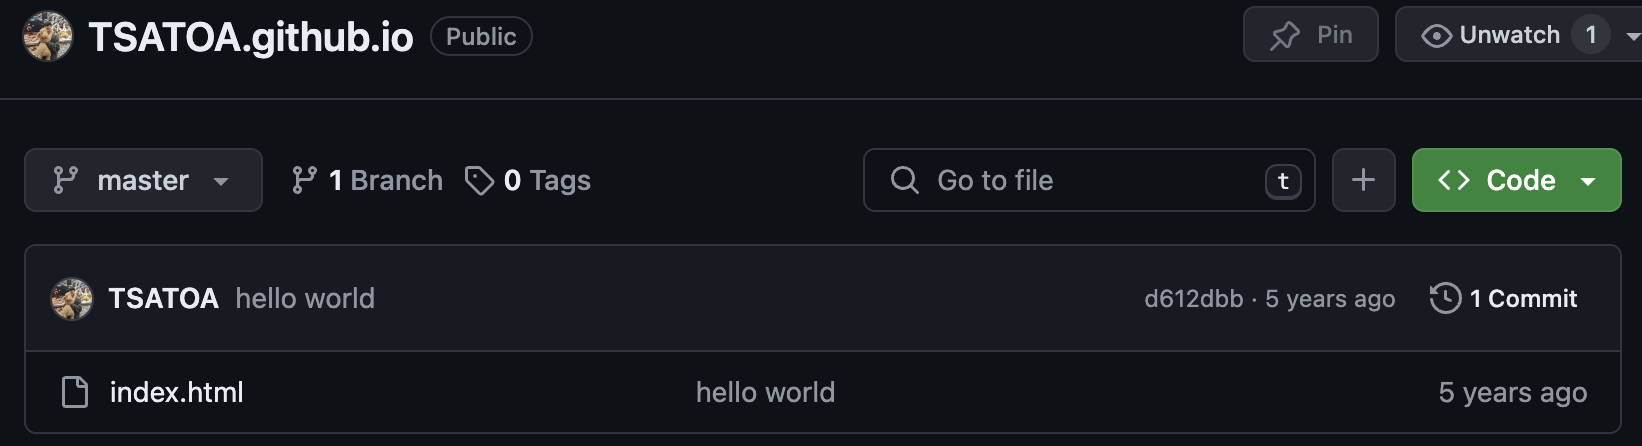 TSATOA.github.io Public Pin Unwatch 1
master 1 Branch 0 Tags Go to file t Code
TSATOA hello world d612dbb · 5 years ago 1 Commit
index.html hello world 5 years ago